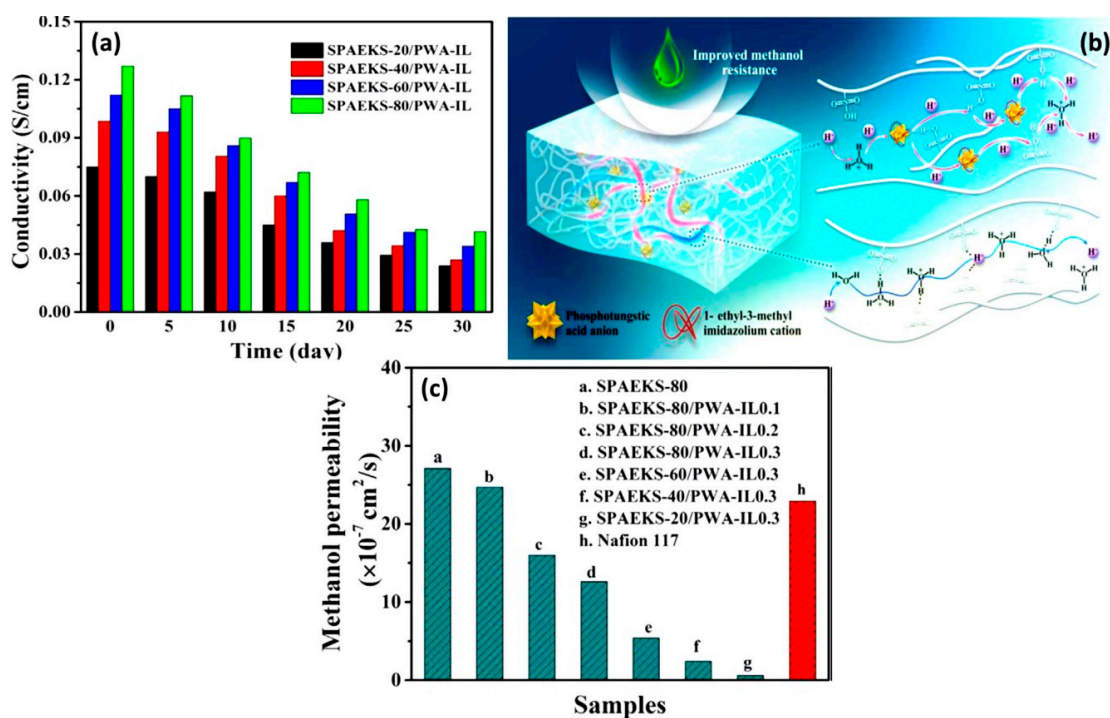 (a)
Conductivity (S/cm)
0.15
0.12
0.09
0.06
0.03
0.00
SPAEKS-20/PWA-IL
SPAEKS-40/PWA-IL
SPAEKS-60/PWA-IL
SPAEKS-80/PWA-IL
0 5 10 15 20 25 30
Time (day)
(b)
Improved methanol
resistance
Phosphotungstic
acid anion
1- ethyl-3-methyl
imidazolium cation
(c)
Methanol permeability
(×10⁻⁷ cm²/s)
40
30
20
10
0
a. SPAEKS-80
b. SPAEKS-80/PWA-IL0.1
c. SPAEKS-80/PWA-IL0.2
d. SPAEKS-80/PWA-IL0.3
e. SPAEKS-60/PWA-IL0.3
f. SPAEKS-40/PWA-IL0.3
g. SPAEKS-20/PWA-IL0.3
h. Nafion 117
a
b
c
d
e
f
g
h
Samples